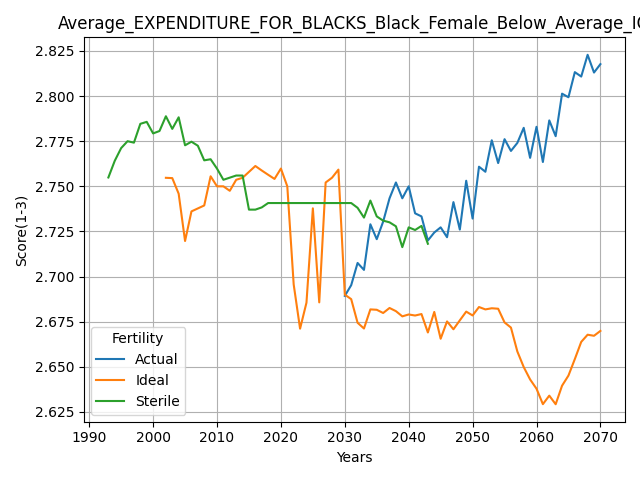 Average_EXPENDITURE_FOR_BLACKS_Black_Female_Below_Average_IC
Score(1-3)
2.825
2.800
2.775
2.750
2.725
2.700
2.675
2.650
2.625
Fertility
Actual
Ideal
Sterile
1990 2000 2010 2020 2030 2040 2050 2060 2070
Years